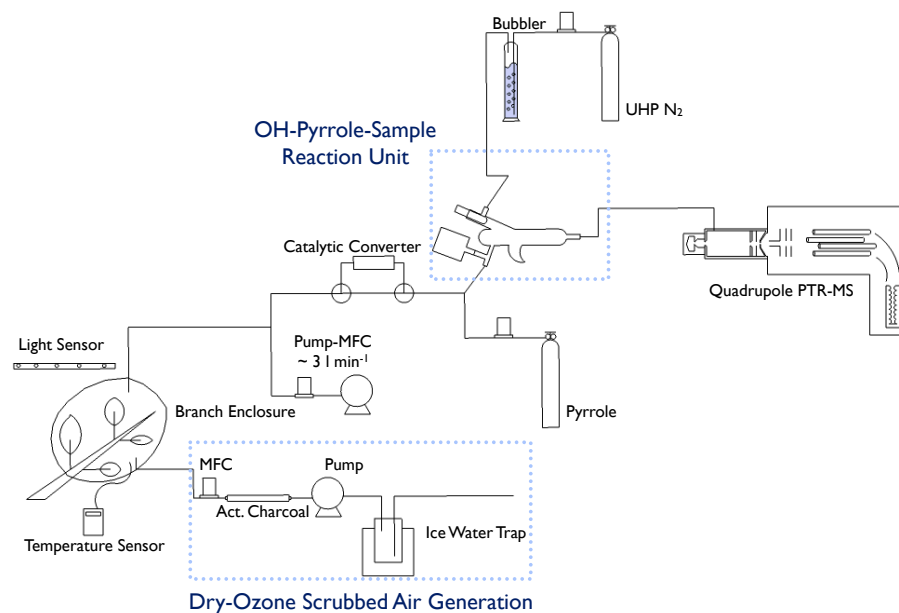 Bubbler
UHP N₂
OH-Pyrrole-Sample
Reaction Unit
Catalytic Converter
Quadrupole PTR-MS
Light Sensor
Pump-MFC
~ 3 l min⁻¹
Branch Enclosure
Pyrrole
MFC
Pump
Act. Charcoal
Ice Water Trap
Temperature Sensor
Dry-Ozone Scrubbed Air Generation